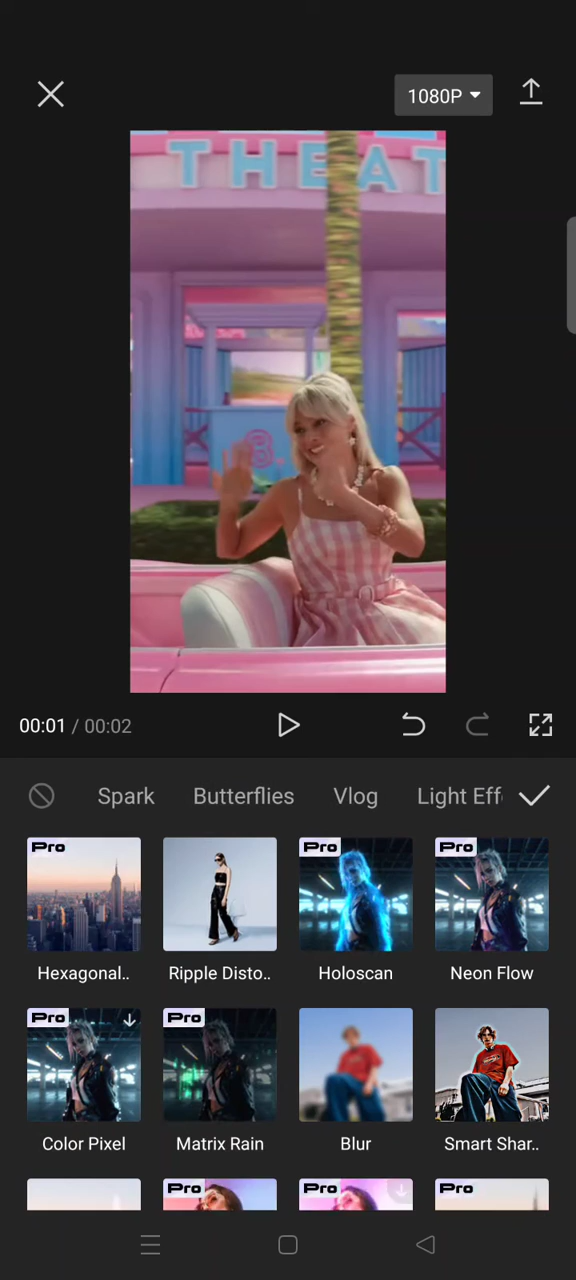 1080P
THEAT
B
00:01 / 00:02
Spark Butterflies Vlog Light Eff
Pro Pro Pro
Hexagonal.. Ripple Disto.. Holoscan Neon Flow
Pro Pro
Color Pixel Matrix Rain Blur Smart Shar..
Pro Pro Pro